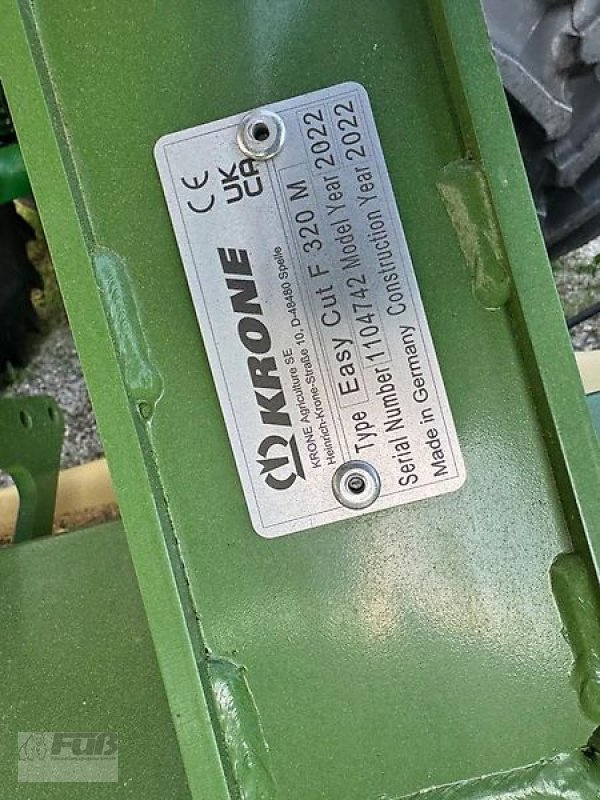 CE
UK
CA
KRONE
KRONE Agriculture SE
Heinrich-Krone-Straße 10, D-48480 Spelle
Type Easy Cut F 320 M
Serial Number 1104742 Model Year 2022
Made in Germany Construction Year 2022
Füß